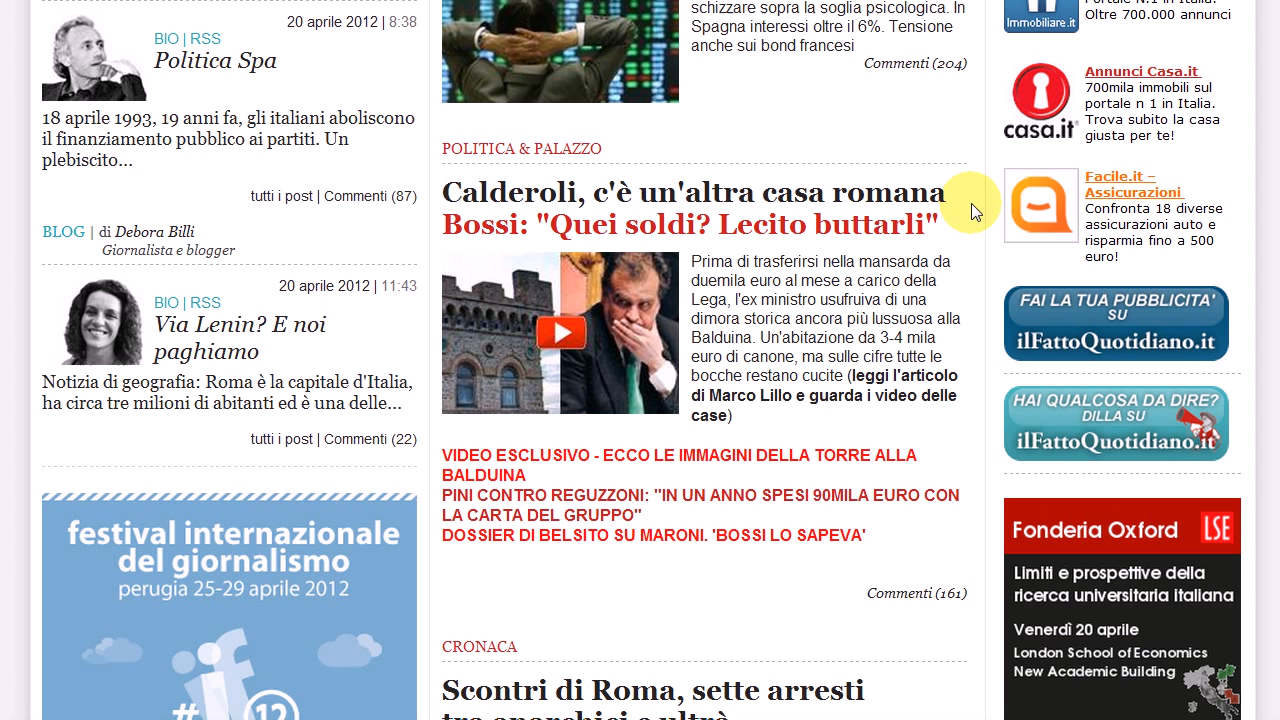 20 aprile 2012 | 8:38
BIO | RSS
Politica Spa
18 aprile 1993, 19 anni fa, gli italiani aboliscono
il finanziamento pubblico ai partiti. Un
plebiscito...
tutti i post | Commenti (87)
BLOG | di Debora Billi
Giornalista e blogger
20 aprile 2012 | 11:43
BIO | RSS
Via Lenin? E noi
paghiamo
Notizia di geografia: Roma è la capitale d'Italia,
ha circa tre milioni di abitanti ed è una delle...
tutti i post | Commenti (22)
festival internazionale
del giornalismo
perugia 25-29 aprile 2012
#ijf
12
schizzare sopra la soglia psicologica. In
Spagna interessi oltre il 6%. Tensione
anche sui bond francesi
Commenti (204)
POLITICA & PALAZZO
Calderoli, c'è un'altra casa romana
Bossi: "Quei soldi? Lecito buttarli"
Prima di trasferirsi nella mansarda da
duemila euro al mese a carico della
Lega, l'ex ministro usufruiva di una
dimora storica ancora più lussuosa alla
Balduina. Un'abitazione da 3-4 mila
euro di canone, ma sulle cifre tutte le
bocche restano cucite (leggi l'articolo
di Marco Lillo e guarda i video delle
case)
VIDEO ESCLUSIVO - ECCO LE IMMAGINI DELLA TORRE ALLA
BALDUINA
PINI CONTRO REGUZZONI: "IN UN ANNO SPESI 90MILA EURO CON
LA CARTA DEL GRUPPO"
DOSSIER DI BELSITO SU MARONI. 'BOSSI LO SAPEVA'
Commenti (161)
CRONACA
Scontri di Roma, sette arresti
tra anarchici e ultrà
Immobiliare.it
Portale N.1 in Italia.
Oltre 700.000 annunci
casa.it
Annunci Casa.it
700mila immobili sul
portale n 1 in Italia.
Trova subito la casa
giusta per te!
Facile.it –
Assicurazioni
Confronta 18 diverse
assicurazioni auto e
risparmia fino a 500
euro!
FAI LA TUA PUBBLICITA'
SU
ilFattoQuotidiano.it
HAI QUALCOSA DA DIRE?
DILLA SU
ilFattoQuotidiano.it
Fonderia Oxford
LSE
Limiti e prospettive della
ricerca universitaria italiana
Venerdì 20 aprile
London School of Economics
New Academic Building